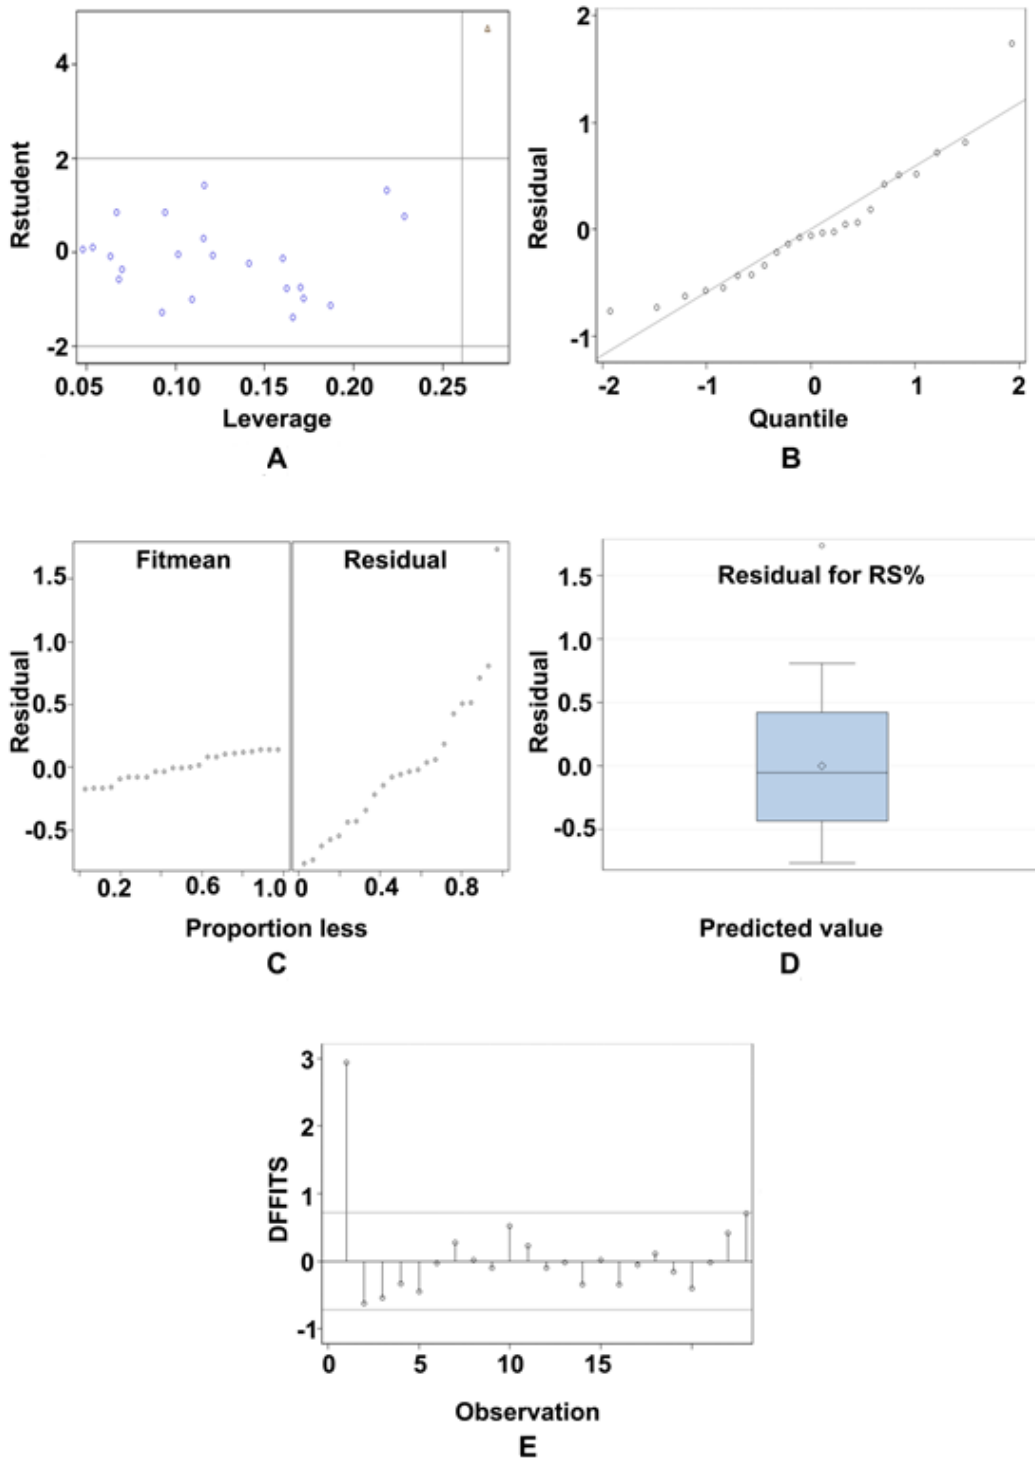 4
2
0
-2
Rstudent
0.05 0.10 0.15 0.20 0.25
Leverage
A
2
1
0
-1
Residual
-2 -1 0 1 2
Quantile
B
Fitmean Residual
1.5
1.0
0.5
0.0
-0.5
Residual
0.2 0.6 1.0 0 0.4 0.8
Proportion less
C
Residual for RS%
1.5
1.0
0.5
0.0
-0.5
Residual
Predicted value
D
3
2
1
0
-1
DFFITS
0 5 10 15
Observation
E